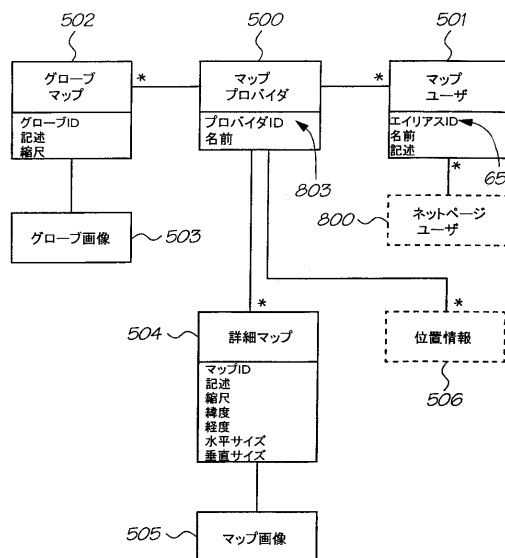 502
500
501
グローブ
マップ
*
マップ
プロバイダ
*
マップ
ユーザ
グローブID
記述
縮尺
プロバイダID
名前
803
エイリアスID
名前
記述
65
*
グローブ画像
503
800
ネットページ
ユーザ
*
*
504
詳細マップ
位置情報
506
マップID
記述
縮尺
緯度
経度
水平サイズ
垂直サイズ
505
マップ画像